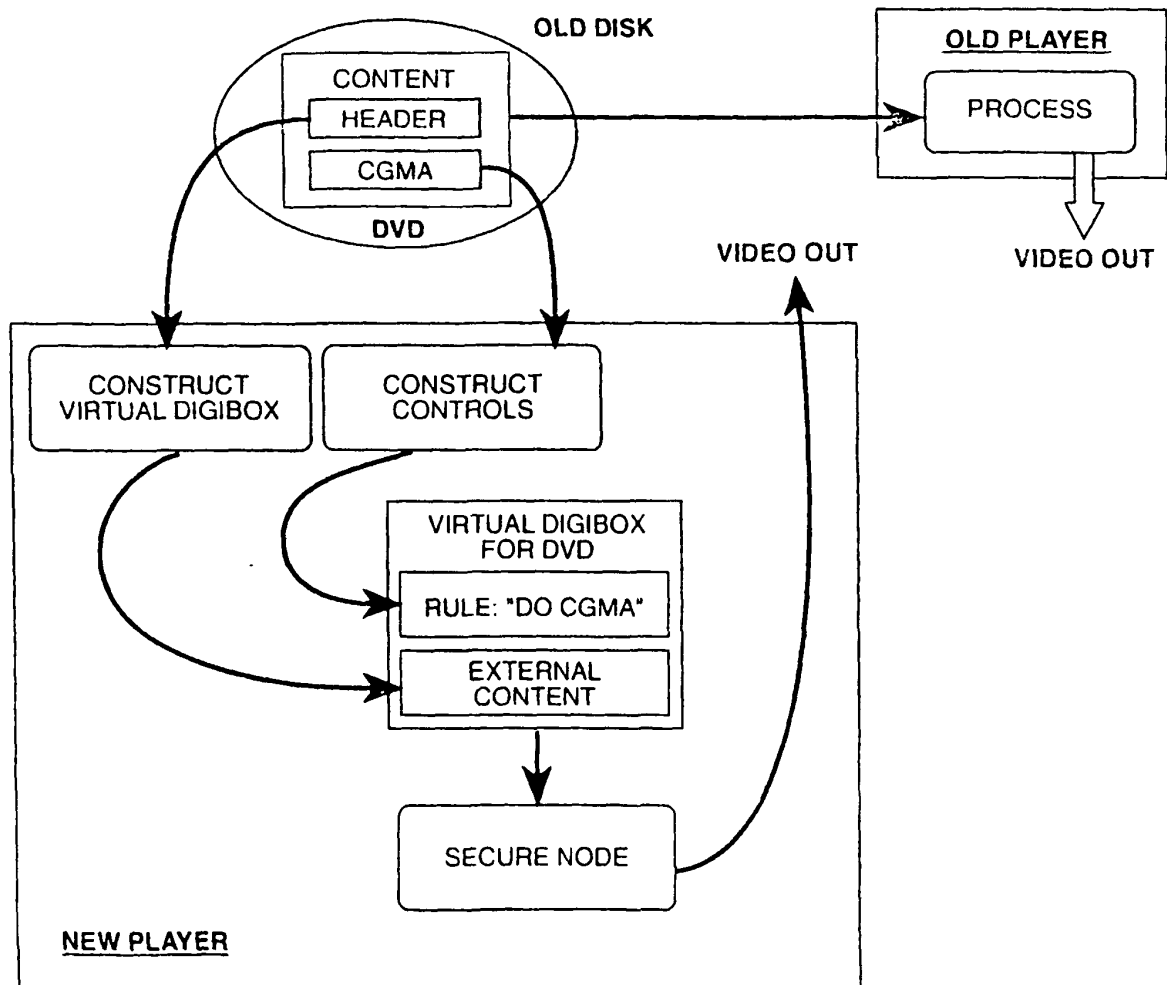 OLD DISK
CONTENT
HEADER
CGMA
DVD
OLD PLAYER
PROCESS
VIDEO OUT
VIDEO OUT
CONSTRUCT
VIRTUAL DIGIBOX
CONSTRUCT
CONTROLS
VIRTUAL DIGIBOX
FOR DVD
RULE: "DO CGMA"
EXTERNAL
CONTENT
SECURE NODE
NEW PLAYER